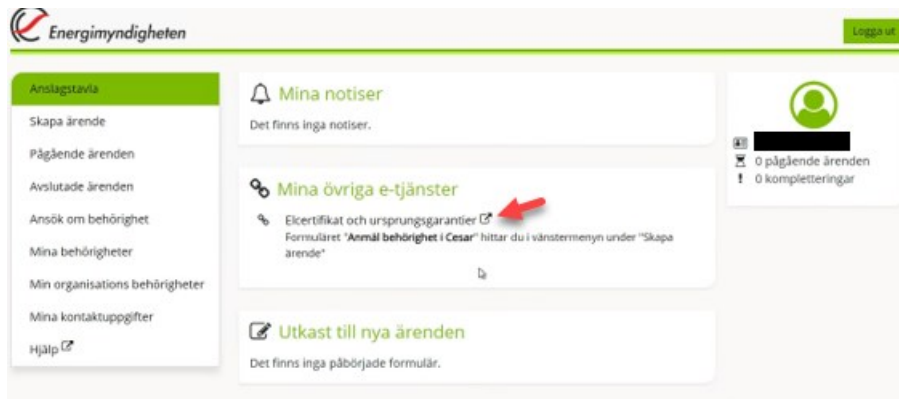 Energimyndigheten
Logga ut
Anslagstavla
Skapa ärende
Pågående ärenden
Avslutade ärenden
Ansök om behörighet
Mina behörigheter
Min organisations behörigheter
Mina kontaktuppgifter
Hjälp
Mina notiser
Det finns inga notiser.
Mina övriga e-tjänster
Elcertifikat och ursprungsgarantier
Formuläret "Anmäl behörighet i Cesar" hittar du i vänstermenyn under "Skapa
ärende"
Utkast till nya ärenden
Det finns inga påbörjade formulär.
0 pågående ärenden
0 kompletteringar